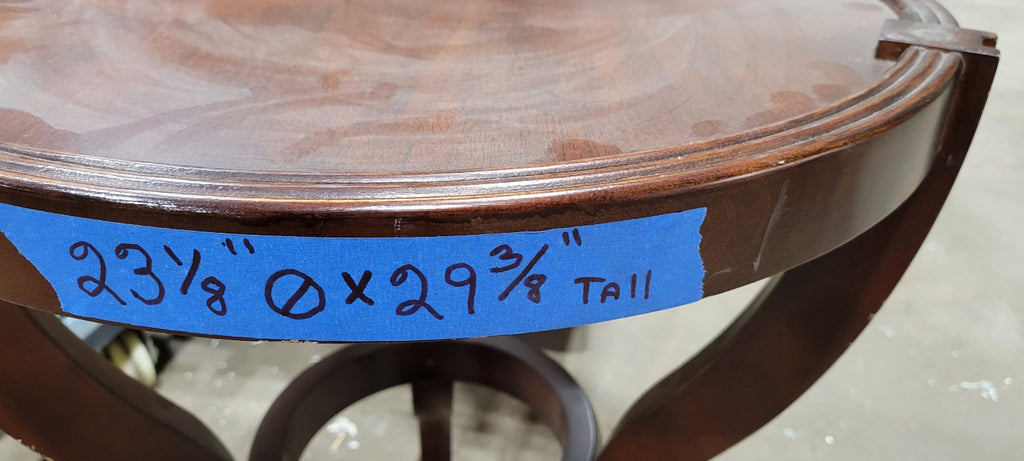 23 1/8" Ø x 29 3/8" Tall